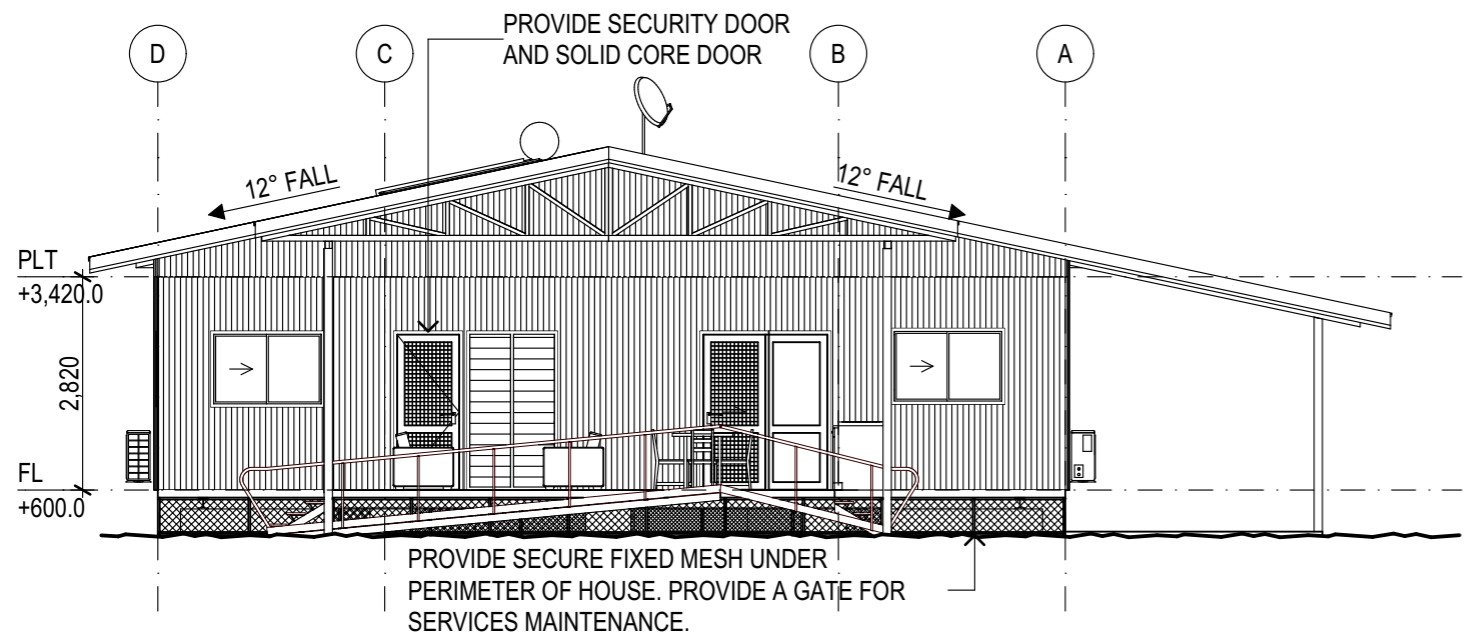 PROVIDE SECURITY DOOR
AND SOLID CORE DOOR
D
C
B
A
12° FALL
12° FALL
PLT
+3,420.0
2,820
FL
+600.0
PROVIDE SECURE FIXED MESH UNDER
PERIMETER OF HOUSE. PROVIDE A GATE FOR
SERVICES MAINTENANCE.